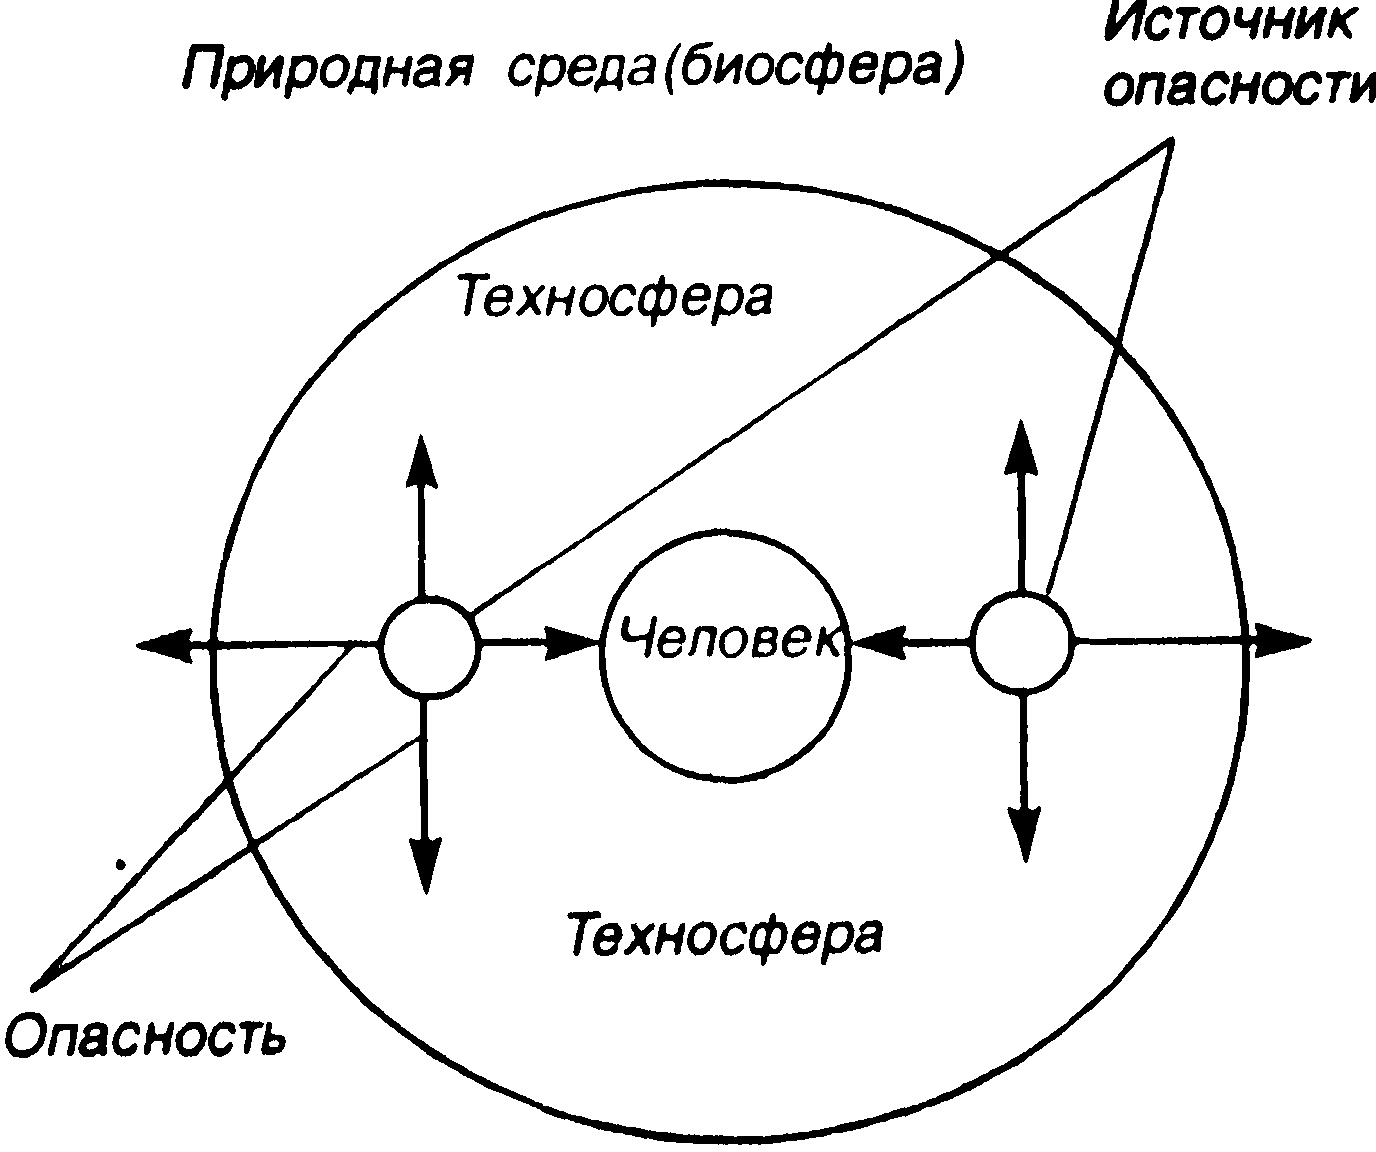 Источник
опасности
Природная среда (биосфера)
Техносфера
Человек
Техносфера
Опасность